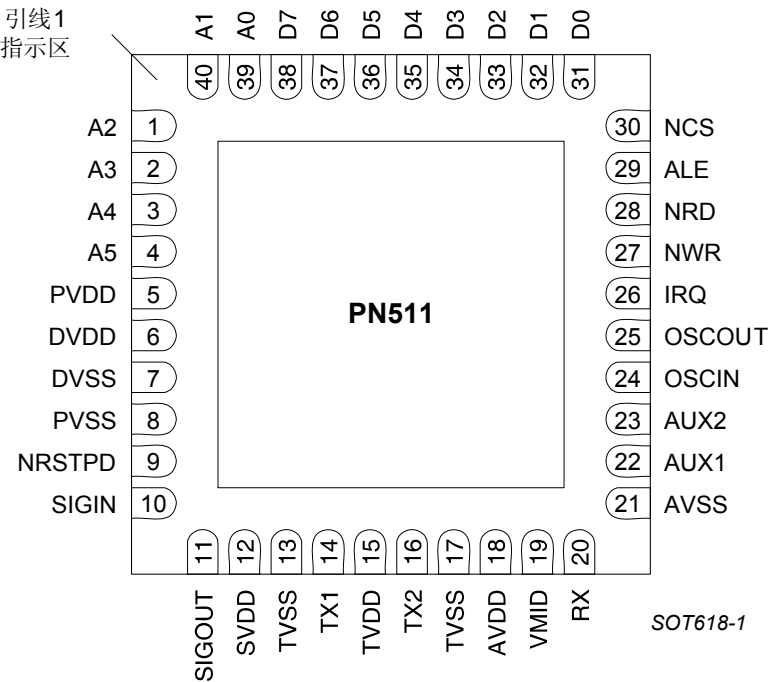 引线1
指示区
A1 A0 D7 D6 D5 D4 D3 D2 D1 D0
40 39 38 37 36 35 34 33 32 31
A2 1
A3 2
A4 3
A5 4
PVDD 5
DVDD 6
DVSS 7
PVSS 8
NRSTPD 9
SIGIN 10
PN511
30 NCS
29 ALE
28 NRD
27 NWR
26 IRQ
25 OSCOUT
24 OSCIN
23 AUX2
22 AUX1
21 AVSS
11 12 13 14 15 16 17 18 19 20
SIGOUT SVDD TVSS TX1 TVDD TX2 TVSS AVDD VMID RX
SOT618-1